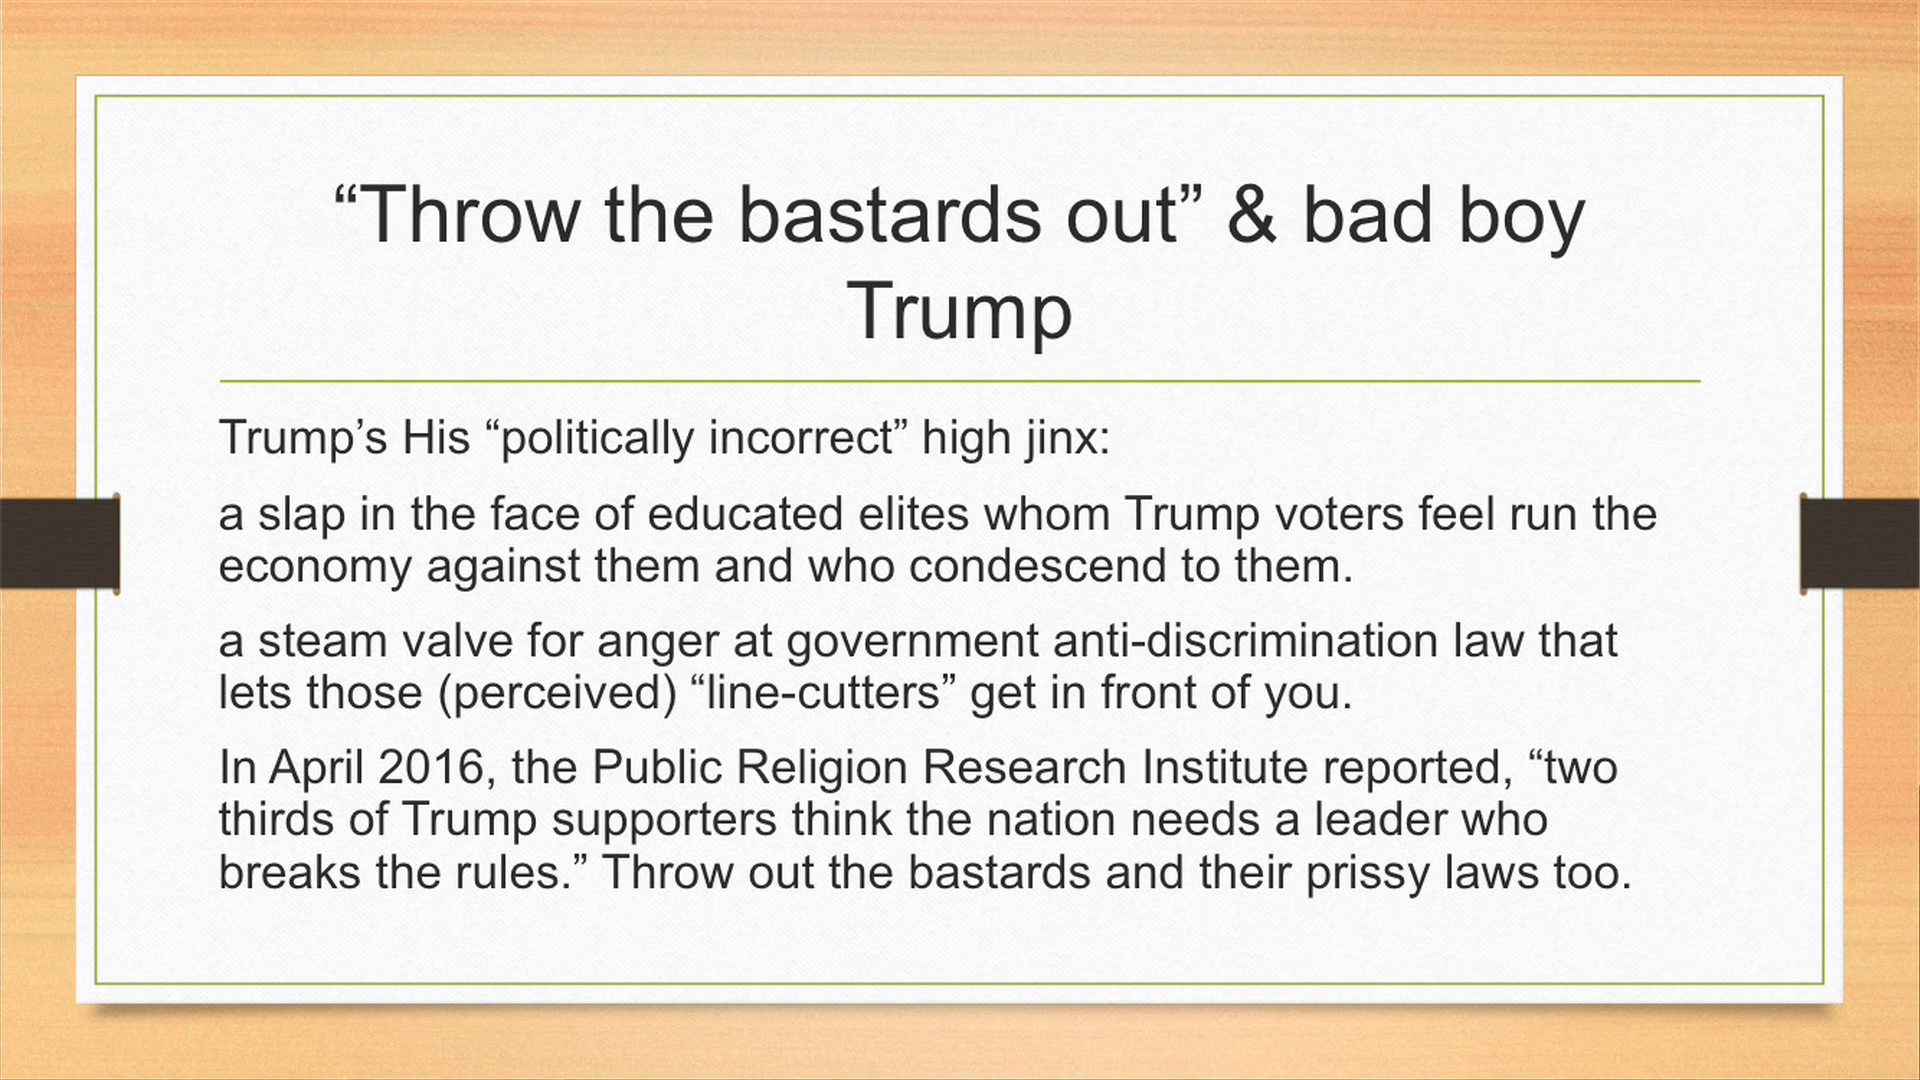 “Throw the bastards out” & bad boy
Trump
Trump’s His “politically incorrect” high jinx:
a slap in the face of educated elites whom Trump voters feel run the
economy against them and who condescend to them.
a steam valve for anger at government anti-discrimination law that
lets those (perceived) “line-cutters” get in front of you.
In April 2016, the Public Religion Research Institute reported, “two
thirds of Trump supporters think the nation needs a leader who
breaks the rules.” Throw out the bastards and their prissy laws too.